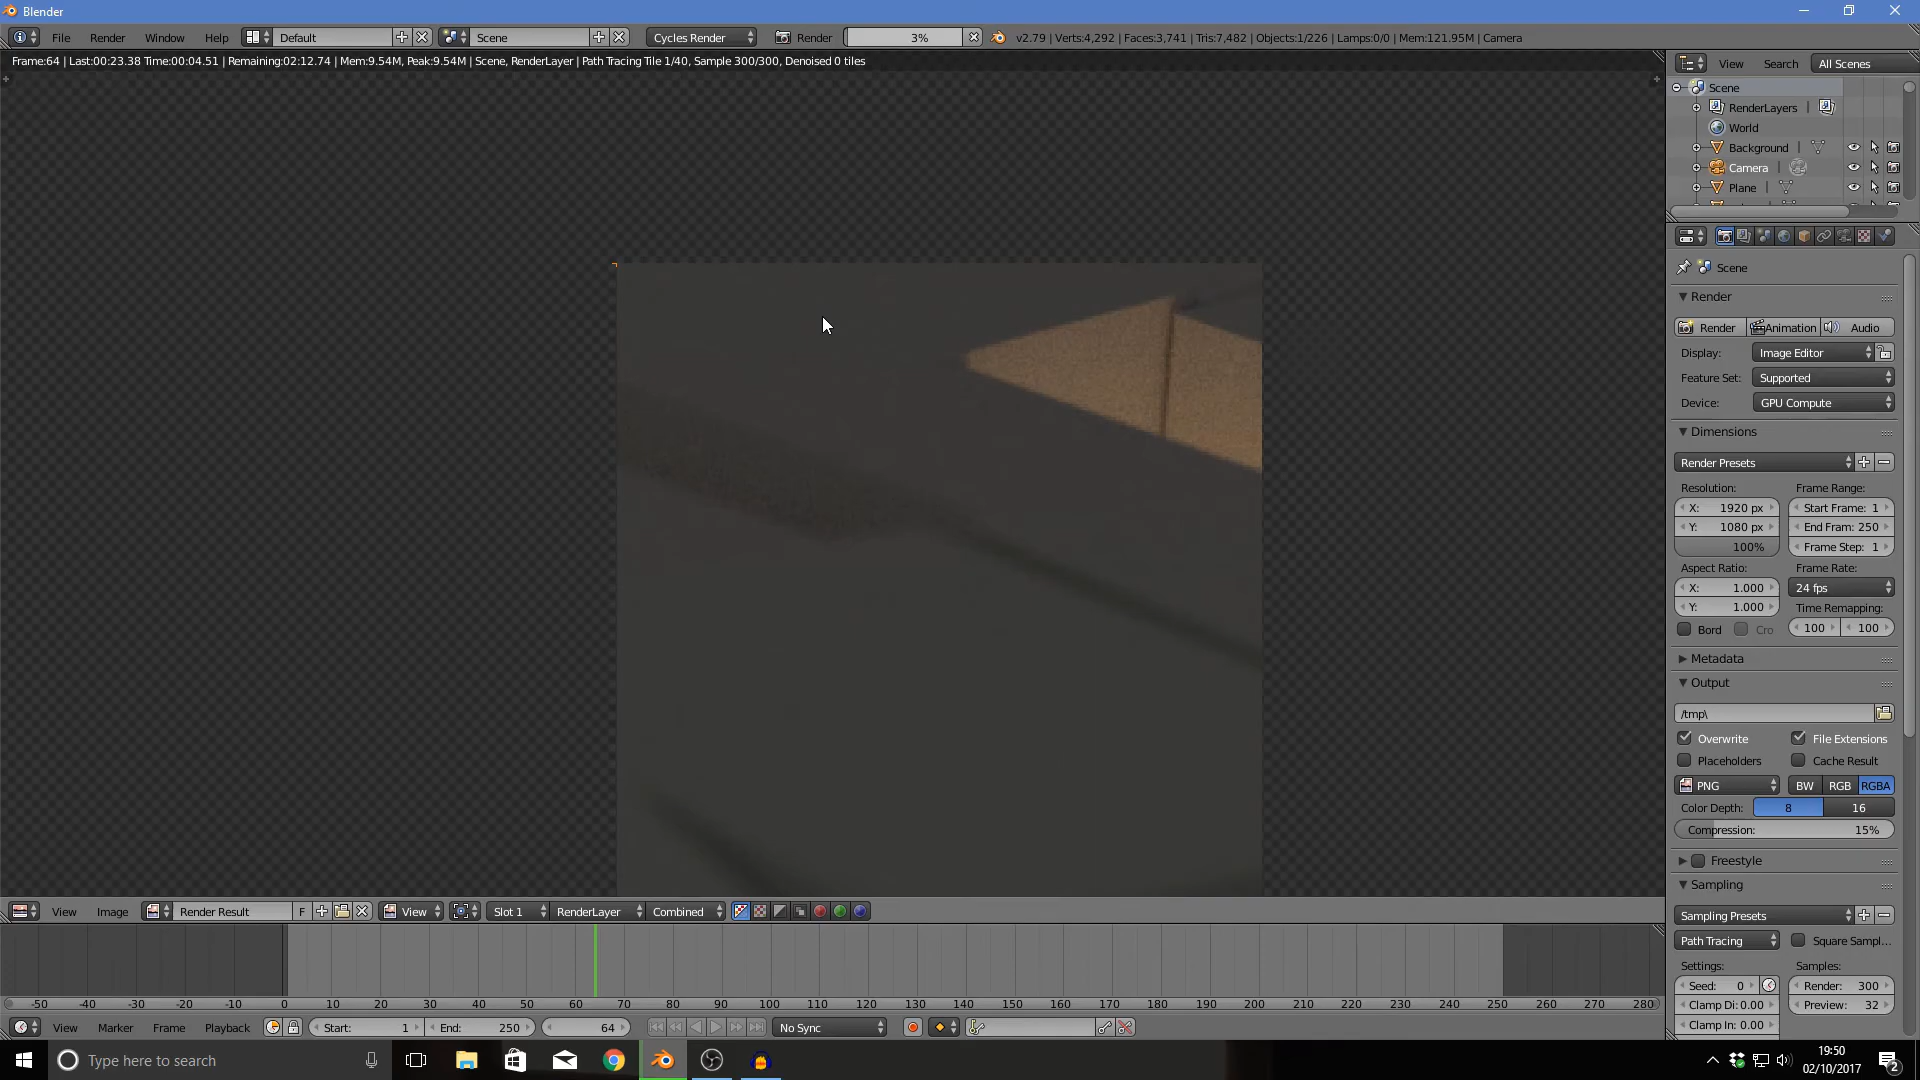 Blender
File Render Window Help Default Scene Cycles Render Render 3% v2.79 | Verts:4,292 | Faces:3,741 | Tris:7,482 | Objects:1/226 | Lamps:0/0 | Mem:121.95M | Camera
Frame:64 | Last:00:23.38 Time:00:04.51 | Remaining:02:12.74 | Mem:9.54M, Peak:9.54M | Scene, RenderLayer | Path Tracing Tile 1/40, Sample 300/300, Denoised 0 tiles
View Search All Scenes
Scene
RenderLayers |
World
Background |
Camera |
Plane |
Scene
Render
Render Animation Audio
Display: Image Editor
Feature Set: Supported
Device: GPU Compute
Dimensions
Render Presets
Resolution: Frame Range:
X: 1920 px Start Frame: 1
Y: 1080 px End Fram: 250
100% Frame Step: 1
Aspect Ratio: Frame Rate:
X: 1.000 24 fps
Y: 1.000 Time Remapping:
Bord Cro 100 100
Metadata
Output
/tmp\
Overwrite File Extensions
Placeholders Cache Result
PNG BW RGB RGBA
Color Depth: 8 16
Compression: 15%
Freestyle
Sampling
Sampling Presets
Path Tracing Square Sampl...
Settings: Samples:
Seed: 0 Render: 300
Clamp Di: 0.00 Preview: 32
Clamp In: 0.00
View Image Render Result F View Slot 1 RenderLayer Combined
-50 -40 -30 -20 -10 0 10 20 30 40 50 60 70 80 90 100 110 120 130 140 150 160 170 180 190 200 210 220 230 240 250 260 270 280
View Marker Frame Playback Start: 1 End: 250 64 No Sync
Type here to search
19:50
02/10/2017
2